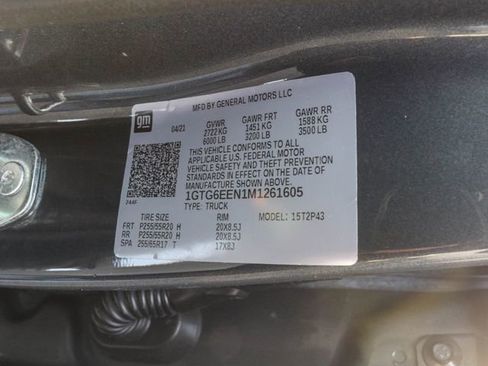 MFD BY GENERAL MOTORS LLC
gm
04/21 GVWR GAWR FRT GAWR RR
2722 KG 1451 KG 1588 KG
6000 LB 3200 LB 3500 LB
THIS VEHICLE CONFORMS TO ALL
APPLICABLE U.S. FEDERAL MOTOR
VEHICLE SAFETY AND THEFT PREVENTION
STANDARDS IN EFFECT ON THE DATE OF
MANUFACTURE SHOWN ABOVE.
1GTG6EEN1M1261605
TYPE: TRUCK
TIRE SIZE RIM MODEL: 15T2P43
FRT P255/55R20 H 20X8.5J
RR P255/55R20 H 20X8.5J
SPA 255/65R17 T 17X8J